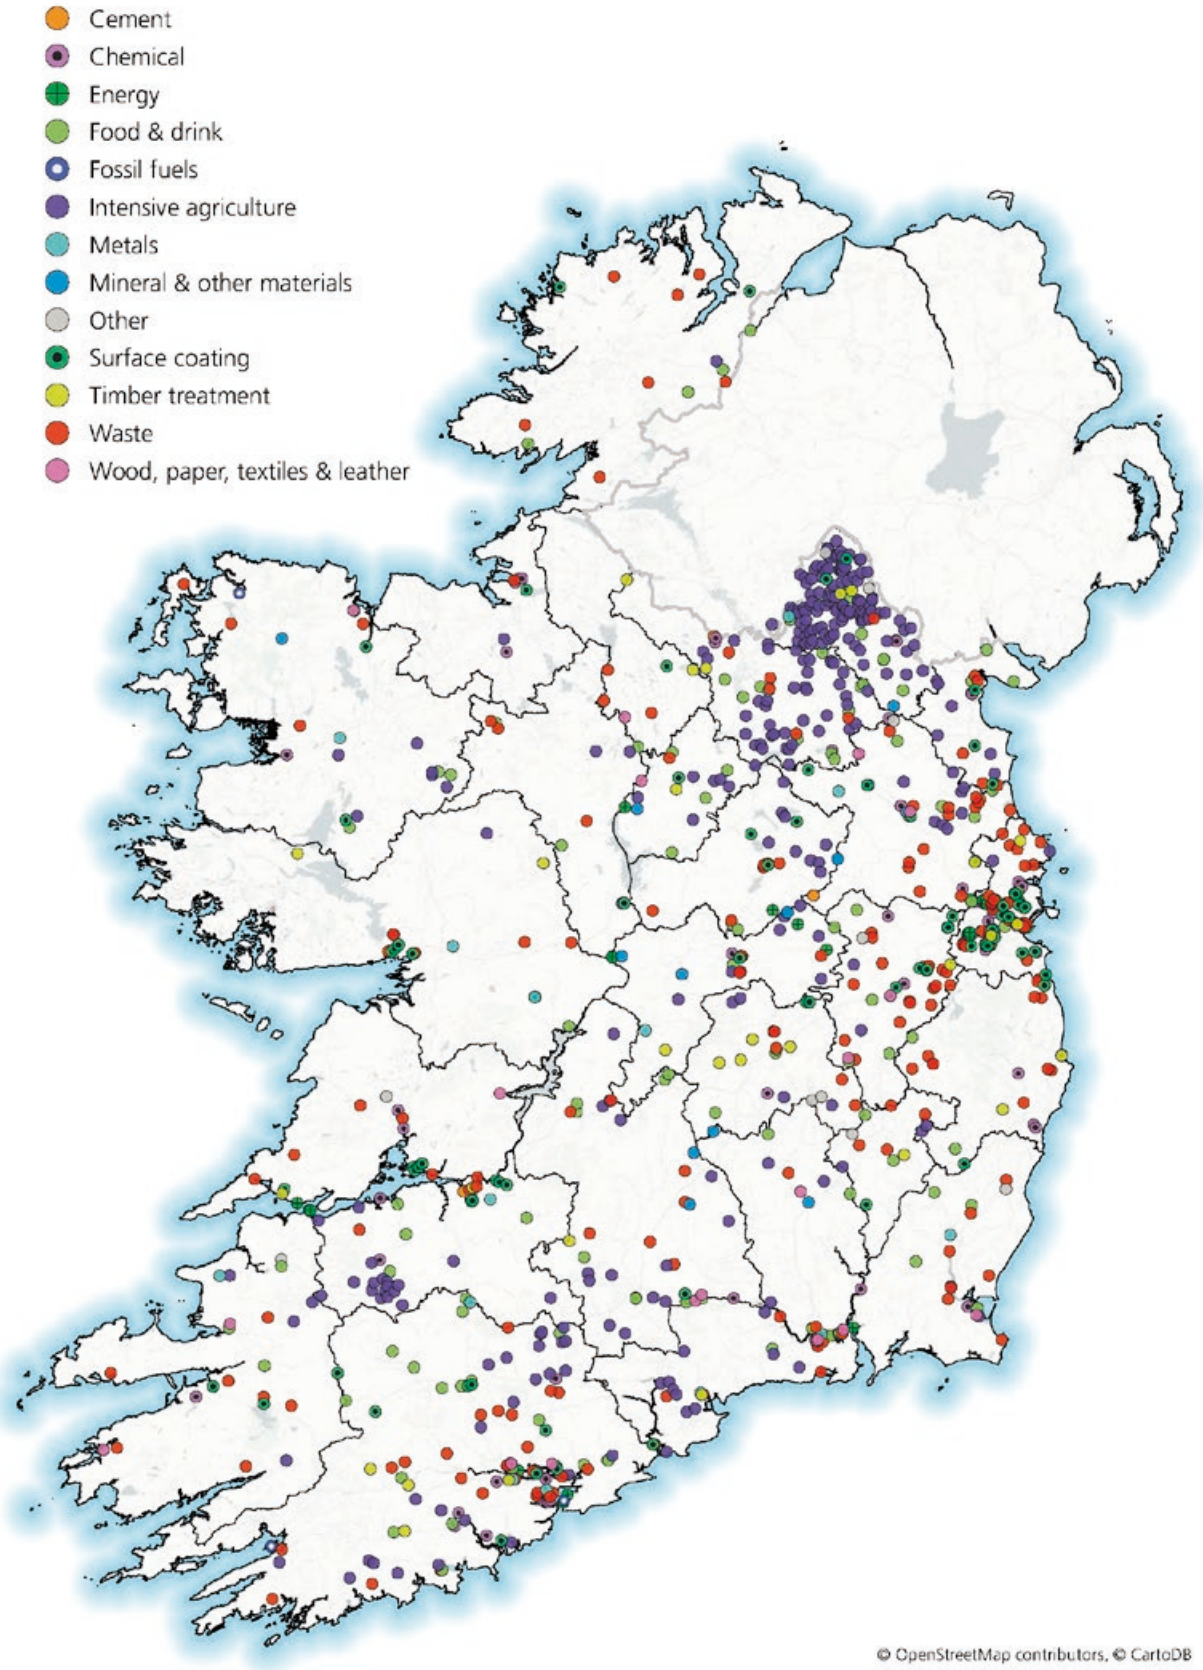 Cement
Chemical
Energy
Food & drink
Fossil fuels
Intensive agriculture
Metals
Mineral & other materials
Other
Surface coating
Timber treatment
Waste
Wood, paper, textiles & leather
© OpenStreetMap contributors, © CartoDB